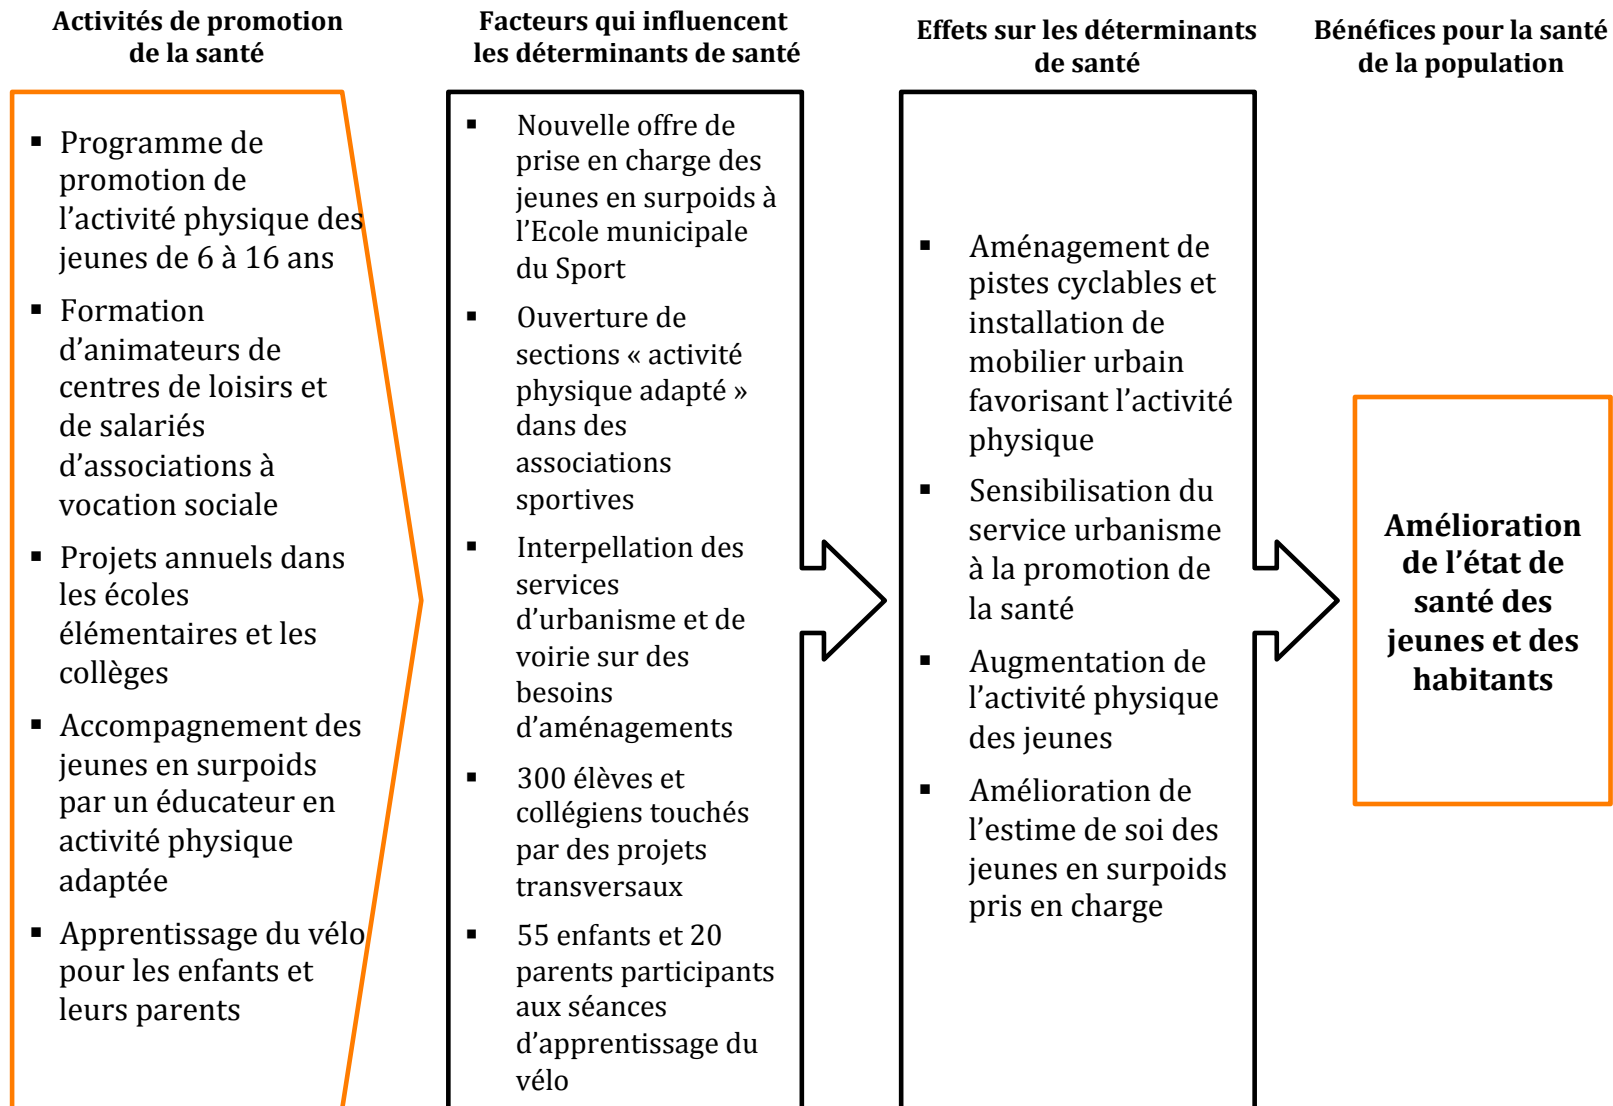 Activités de promotion
de la santé
Facteurs qui influencent
les déterminants de santé
Effets sur les déterminants
de santé
Bénéfices pour la santé
de la population
▪ Programme de
promotion de
l’activité physique des
jeunes de 6 à 16 ans
▪ Formation
d’animateurs de
centres de loisirs et
de salariés
d’associations à
vocation sociale
▪ Projets annuels dans
les écoles
élémentaires et les
collèges
▪ Accompagnement des
jeunes en surpoids
par un éducateur en
activité physique
adaptée
▪ Apprentissage du vélo
pour les enfants et
leurs parents
▪ Nouvelle offre de
prise en charge des
jeunes en surpoids à
l’Ecole municipale
du Sport
▪ Ouverture de
sections « activité
physique adapté »
dans des
associations
sportives
▪ Interpellation des
services
d’urbanisme et de
voirie sur des
besoins
d’aménagements
▪ 300 élèves et
collégiens touchés
par des projets
transversaux
▪ 55 enfants et 20
parents participants
aux séances
d’apprentissage du
vélo
▪ Aménagement de
pistes cyclables et
installation de
mobilier urbain
favorisant l’activité
physique
▪ Sensibilisation du
service urbanisme
à la promotion de
la santé
▪ Augmentation de
l’activité physique
des jeunes
▪ Amélioration de
l’estime de soi des
jeunes en surpoids
pris en charge
Amélioration
de l’état de
santé des
jeunes et des
habitants